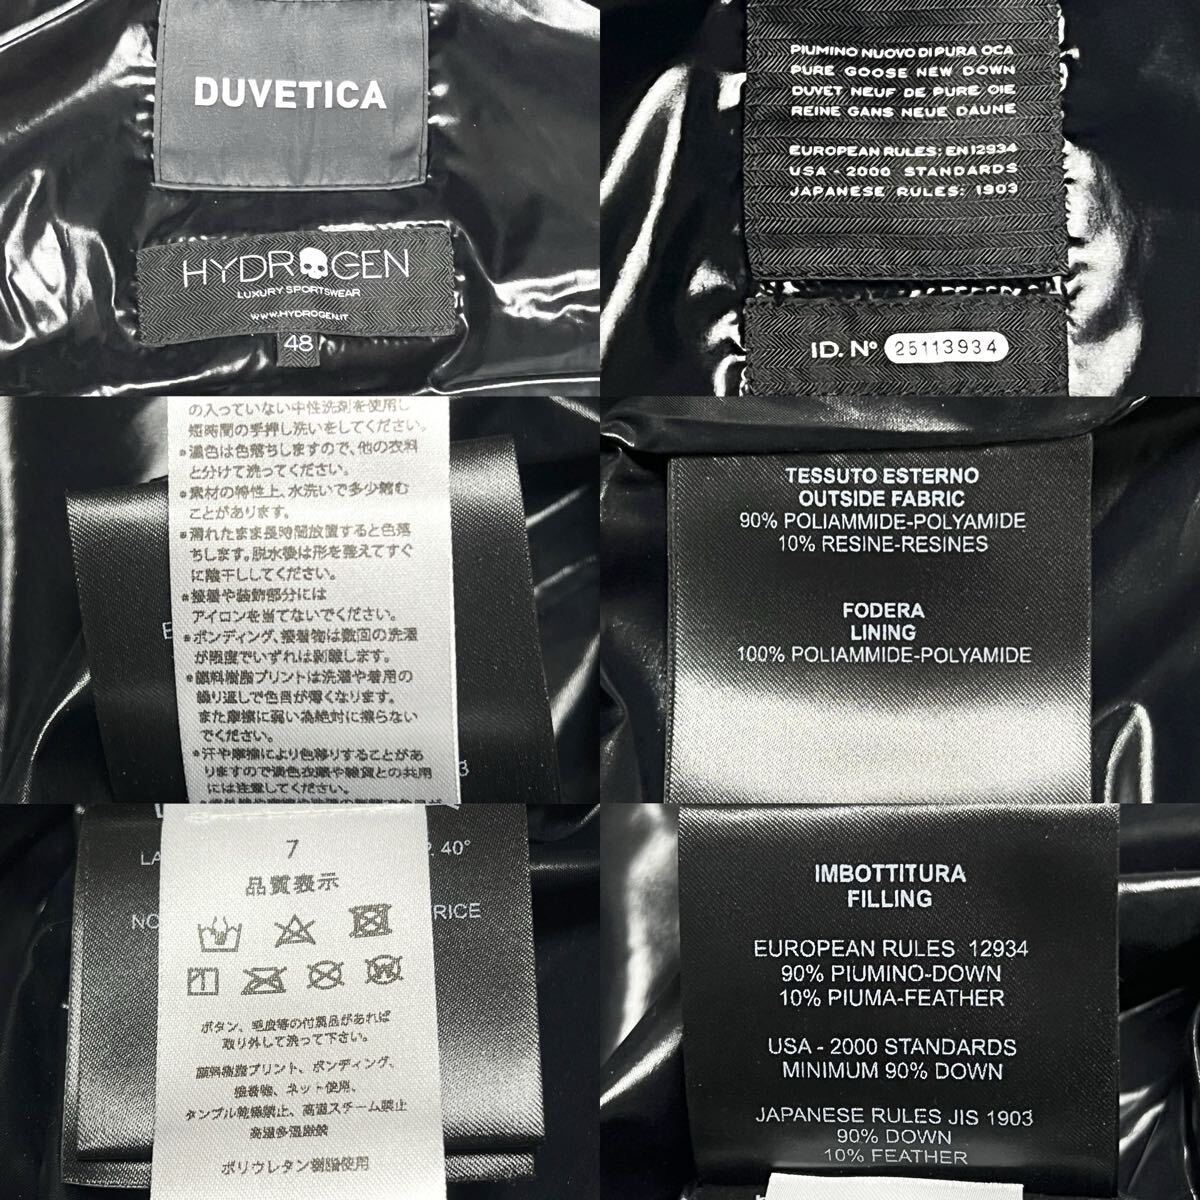 DUVETICA
HYDROGEN
LUXURY SPORTSWEAR
WWW.HYDROGEN.IT
48
PIUMINO NUOVO DI PURA OCA
PURE GOOSE NEW DOWN
DUVET NEUF DE PURE OIE
REINE GANS NEUE DAUNE
EUROPEAN RULES: EN12934
USA - 2000 STANDARDS
JAPANESE RULES: 1903
ID. Nº 25113934
の入っていない中性洗剤を使用し
短時間の手押し洗いをしてください。
*濃色は色落ちしますので、他の衣料
と分けて洗ってください。
*素材の特性上、水洗いで多少縮む
ことがあります。
*濡れたまま長時間放置すると色落
ちします。脱水後は形を整えてすぐ
に陰干ししてください。
*接着や装飾部分には
アイロンを当てないでください。
*ボンディング、接着物は数回の洗濯
が限度でいずれは剥離します。
*顔料樹脂プリントは洗濯や着用の
繰り返しで色目が薄くなります。
また摩擦に弱い為絶対に擦らない
でください。
*汗や摩擦により色移りすることがあ
りますので淡色衣類や雑貨との共用
には注意してください。
TESSUTO ESTERNO
OUTSIDE FABRIC
90% POLIAMMIDE-POLYAMIDE
10% RESINE-RESINES
FODERA
LINING
100% POLIAMMIDE-POLYAMIDE
LA
40°
NO
RICE
7
品質表示
ボタン、毛皮等の付属品があれば
取り外して洗って下さい。
顔料樹脂プリント、ボンディング、
接着物、ネット使用、
タンブル乾燥禁止、高温スチーム禁止
高温多湿厳禁
ポリウレタン樹脂使用
IMBOTTITURA
FILLING
EUROPEAN RULES 12934
90% PIUMINO-DOWN
10% PIUMA-FEATHER
USA - 2000 STANDARDS
MINIMUM 90% DOWN
JAPANESE RULES JIS 1903
90% DOWN
10% FEATHER